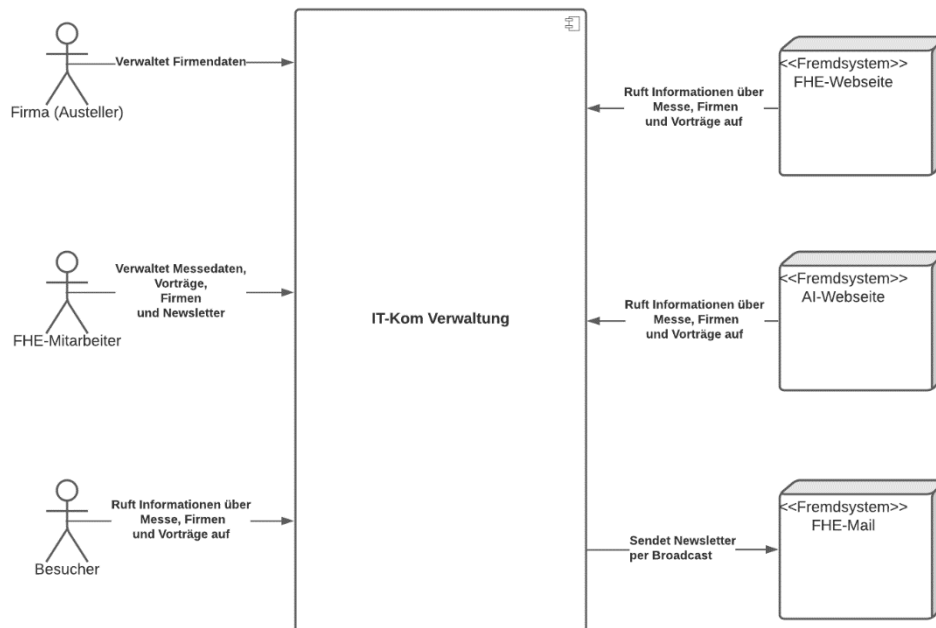 Verwaltet Firmendaten
Firma (Austeller)
<<Fremdsystem>>
FHE-Webseite
Ruft Informationen über
Messe, Firmen
und Vorträge auf
Verwaltet Messedaten,
Vorträge,
Firmen
und Newsletter
FHE-Mitarbeiter
IT-Kom Verwaltung
<<Fremdsystem>>
AI-Webseite
Ruft Informationen über
Messe, Firmen
und Vorträge auf
Ruft Informationen über
Messe, Firmen
und Vorträge auf
Besucher
<<Fremdsystem>>
FHE-Mail
Sendet Newsletter
per Broadcast